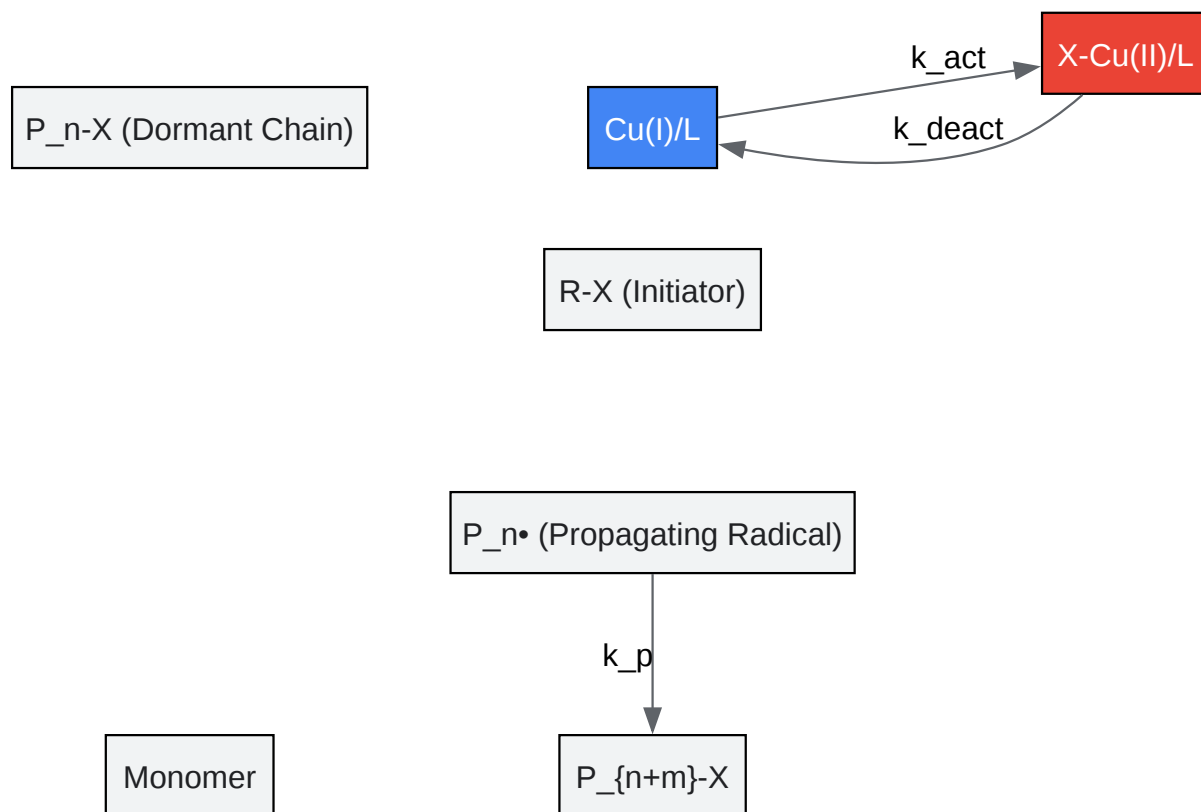 X-Cu(II)/L
k_act
P_n-X (Dormant Chain)
Cu(I)/L
k_deact
R-X (Initiator)
P_n• (Propagating Radical)
k_p
Monomer
P_{n+m}-X